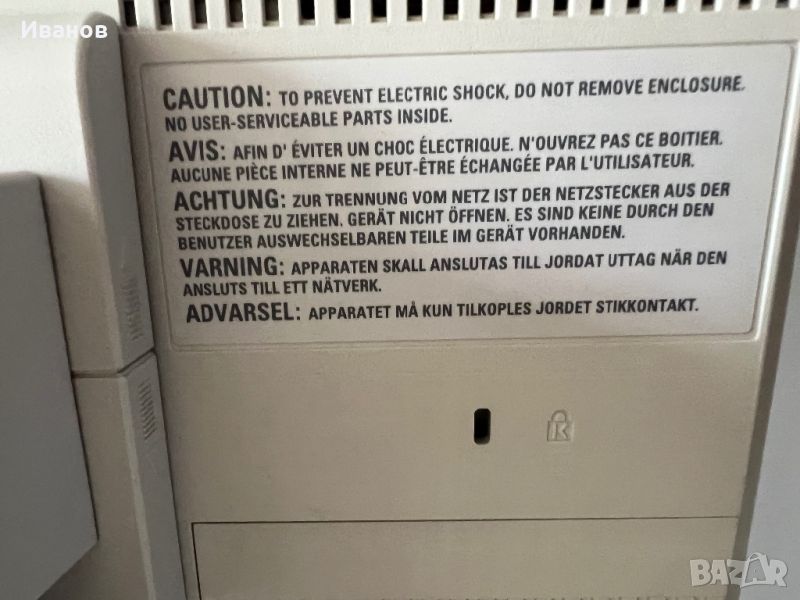 Иванов
CAUTION: TO PREVENT ELECTRIC SHOCK, DO NOT REMOVE ENCLOSURE.
NO USER-SERVICEABLE PARTS INSIDE.
AVIS: AFIN D' ÉVITER UN CHOC ÉLECTRIQUE. N'OUVREZ PAS CE BOITIER.
AUCUNE PIÈCE INTERNE NE PEUT-ÊTRE ÉCHANGÉE PAR L'UTILISATEUR.
ACHTUNG: ZUR TRENNUNG VOM NETZ IST DER NETZSTECKER AUS DER
STECKDOSE ZU ZIEHEN. GERÄT NICHT ÖFFNEN. ES SIND KEINE DURCH DEN
BENUTZER AUSWECHSELBAREN TEILE IM GERÄT VORHANDEN.
VARNING: APPARATEN SKALL ANSLUTAS TILL JORDAT UTTAG NÄR DEN
ANSLUTS TILL ETT NÄTVERK.
ADVARSEL: APPARATET MÅ KUN TILKOPLES JORDET STIKKONTAKT.
K
BAZAR